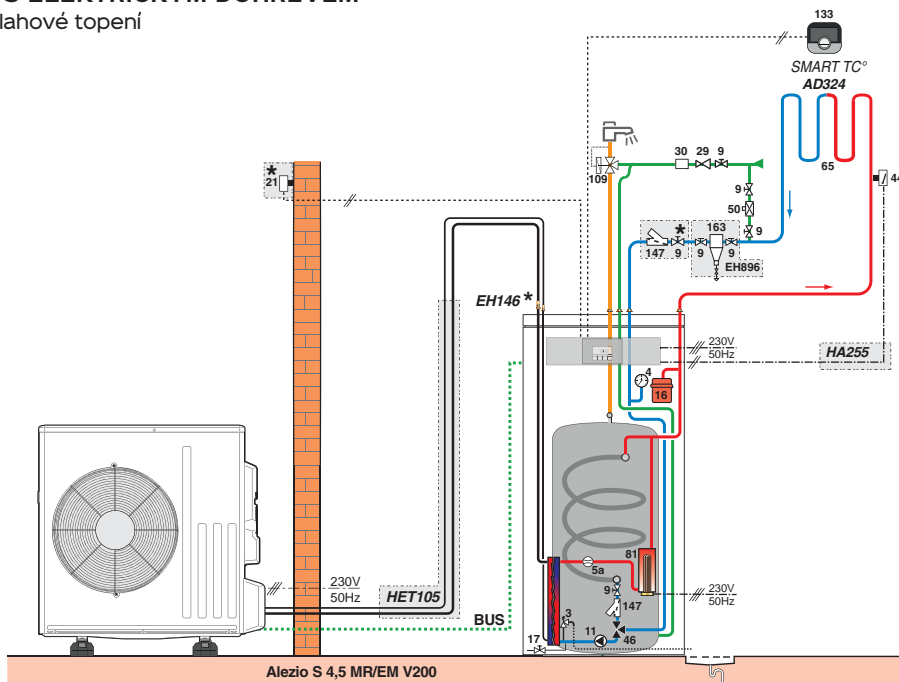 lahové topení
133
SMART TC°
AD324
65
44
30 29 9
109
9
50
9
* 21
147 9 * 163 9 9
EH896
EH146 *
230V
50Hz
HA255
4
16
HET105
230V
50Hz
BUS
81
5a
9
147
3
17
11
46
230V
50Hz
Alezio S 4,5 MR/EM V200